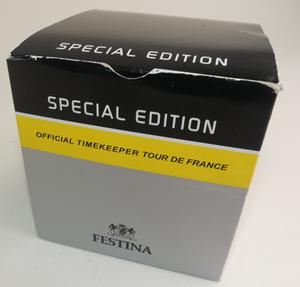 SPECIAL EDITION
SPECIAL EDITION
OFFICIAL TIMEKEEPER TOUR DE FRANCE
FESTINA